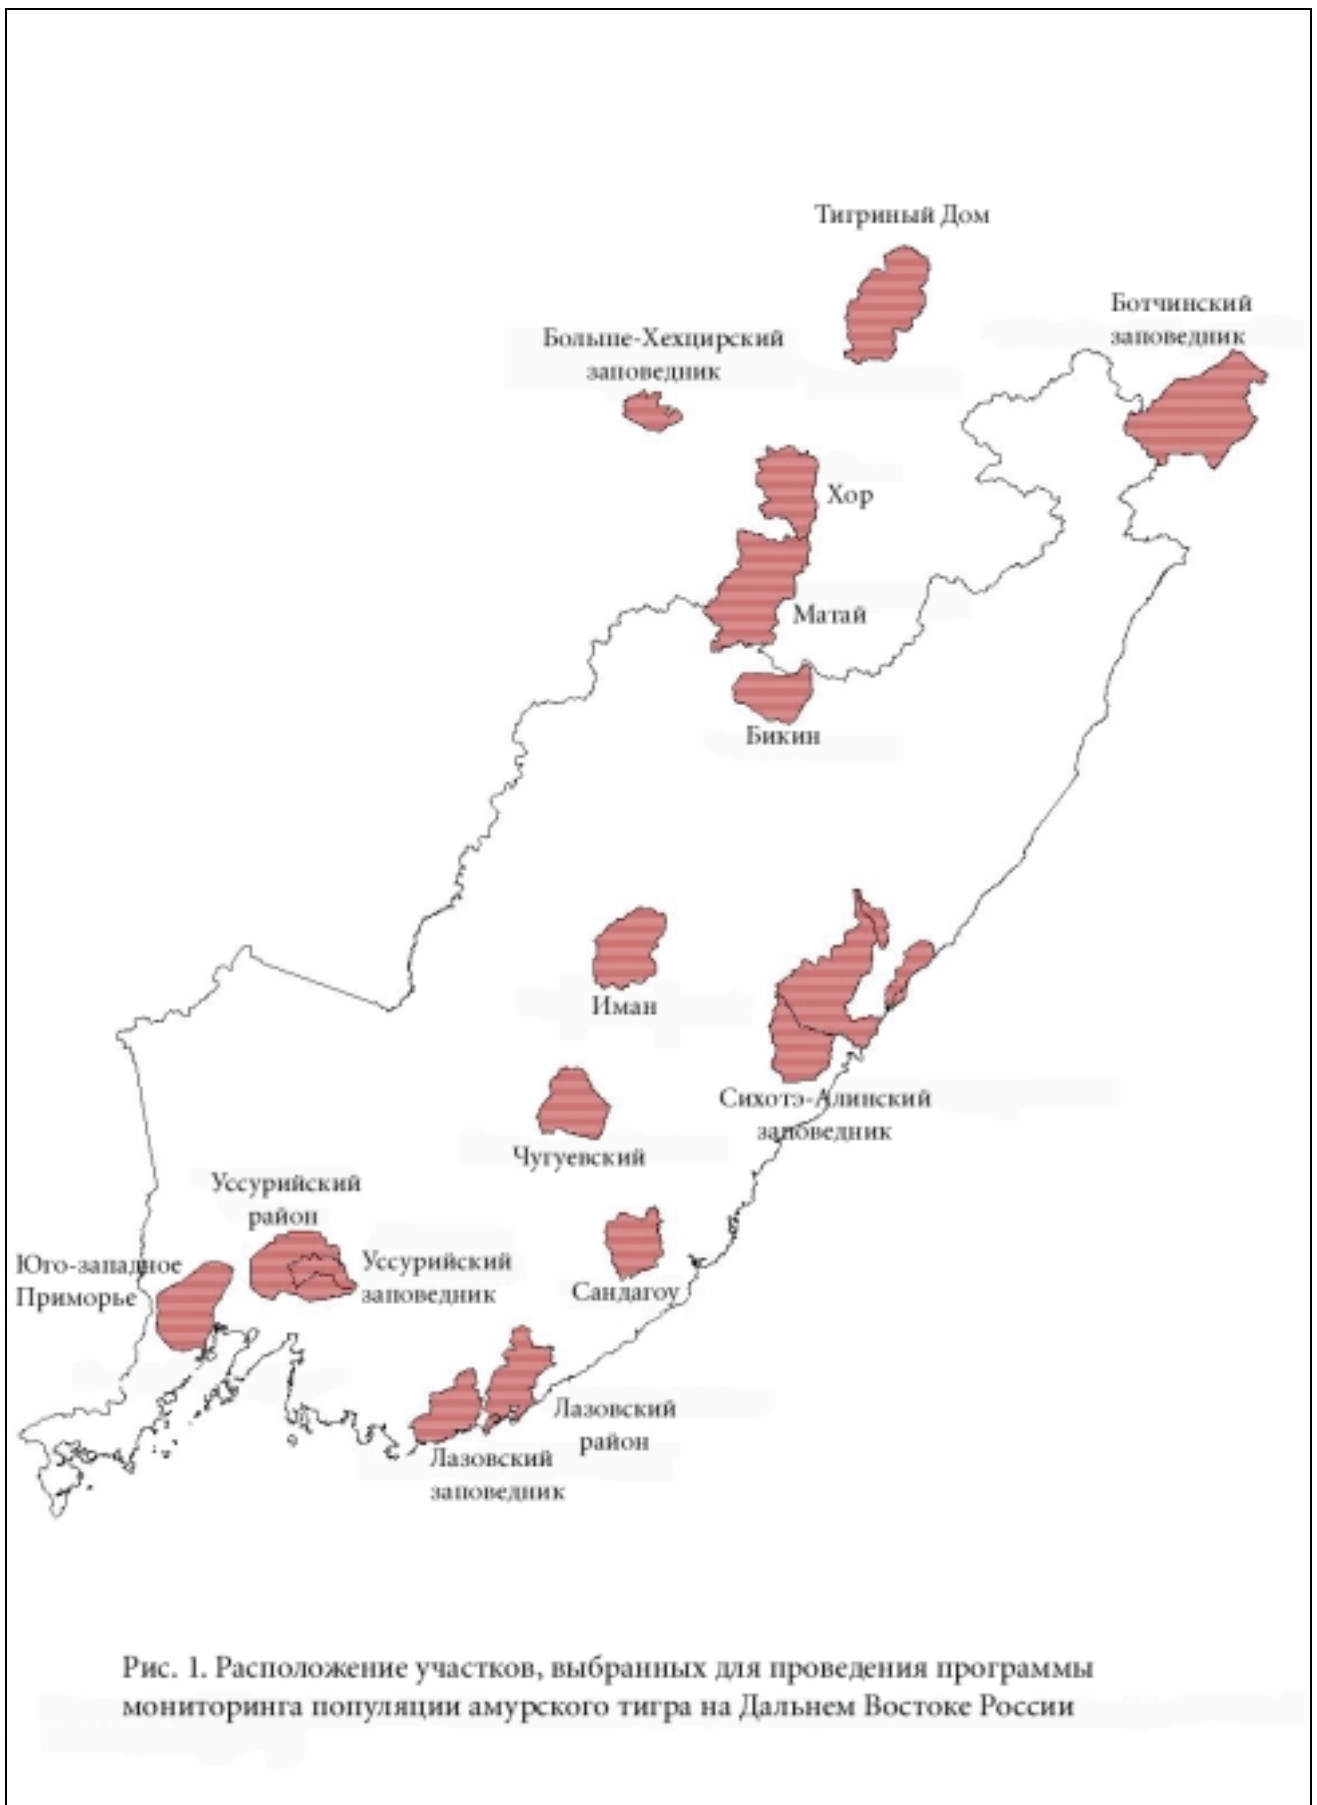 Тигриный Дом
Ботчинский
заповедник
Больше-Хехцирский
заповедник
Хор
Матай
Бикин
Иман
Сихотэ-Алинский
заповедник
Чугуевский
Уссурийский
район
Уссурийский
заповедник
Юго-западное
Приморье
Сандагоу
Лазовский
район
Лазовский
заповедник
Рис. 1. Расположение участков, выбранных для проведения программы
мониторинга популяции амурского тигра на Дальнем Востоке России